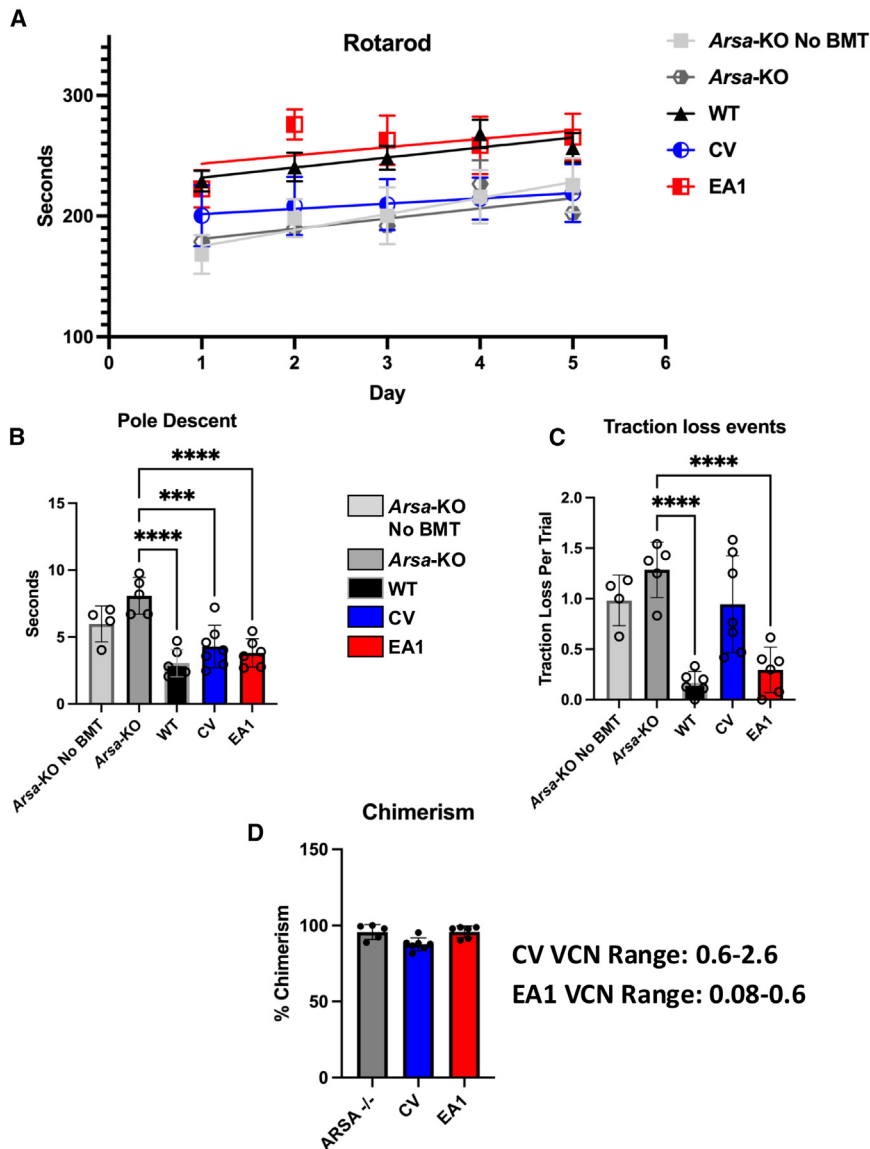 A
Rotarod
Arsa-KO No BMT
Arsa-KO
WT
CV
EA1
Seconds
300
200
100
0
1
2
3
4
5
6
Day
B
Pole Descent
****
***
****
15
10
5
0
Seconds
Arsa-KO No BMT
Arsa-KO
WT
CV
EA1
Arsa-KO
No BMT
Arsa-KO
WT
CV
EA1
C
Traction loss events
****
****
2.0
1.5
1.0
0.5
0.0
Traction Loss Per Trial
Arsa-KO No BMT
Arsa-KO
WT
CV
EA1
D
Chimerism
150
100
50
0
% Chimerism
ARSA -/-
CV
EA1
CV VCN Range: 0.6-2.6
EA1 VCN Range: 0.08-0.6